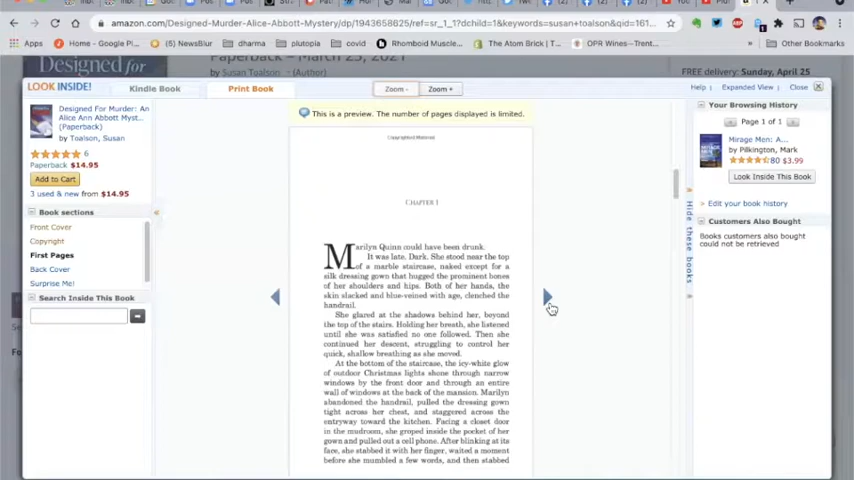 amazon.com/Designed-Murder-Alice-Abbott-Mystery/dp/1943658625/ref=sr_1_1?dchild=1&keywords=susan+toalson&qid=161...
Apps
Home - Google Pl...
(5) NewsBlur
dharma
plutopia
covid
Rhomboid Muscle...
The Atom Brick | T...
OPR Wines—Trent...
Other Bookmarks
Designed for
Paperback – March 25, 2021
by Susan Toalson (Author)
FREE delivery: Sunday, April 25
LOOK INSIDE!
Kindle Book
Print Book
Zoom -
Zoom +
Help |
Expanded View |
Close
Designed For Murder: An
Alice Ann Abbott Myst...
(Paperback)
by Toalson, Susan
6
Paperback $14.95
Add to Cart
3 used & new from $14.95
Book sections
Front Cover
Copyright
First Pages
Back Cover
Surprise Me!
Search Inside This Book
This is a preview. The number of pages displayed is limited.
Copyrighted Material
CHAPTER 1
Marilyn Quinn could have been drunk.
It was late. Dark. She stood near the top
of a marble staircase, naked except for a
silk dressing gown that hugged the prominent bones
of her shoulders and hips. Both of her hands, the
skin slacked and blue-veined with age, clenched the
handrail.
She glared at the shadows behind her, beyond
the top of the stairs. Holding her breath, she listened
until she was satisfied no one followed. Then she
continued her descent, struggling to control her
quick, shallow breathing as she moved.
At the bottom of the staircase, the icy-white glow
of outdoor Christmas lights shone through narrow
windows by the front door and through an entire
wall of windows at the back of the mansion. Marilyn
abandoned the handrail, pulled the dressing gown
tight across her chest, and staggered across the
entryway toward the kitchen. Facing a closet door
in the mudroom, she groped inside the pocket of her
gown and pulled out a cell phone. After blinking at its
face, she stabbed it with her finger, waited a moment
before she mumbled a few words, and then stabbed
Hide these books
Your Browsing History
Page 1 of 1
Mirage Men: A...
by Pilkington, Mark
80 $3.99
Look Inside This Book
> Edit your book history
Customers Also Bought
Books customers also bought
could not be retrieved